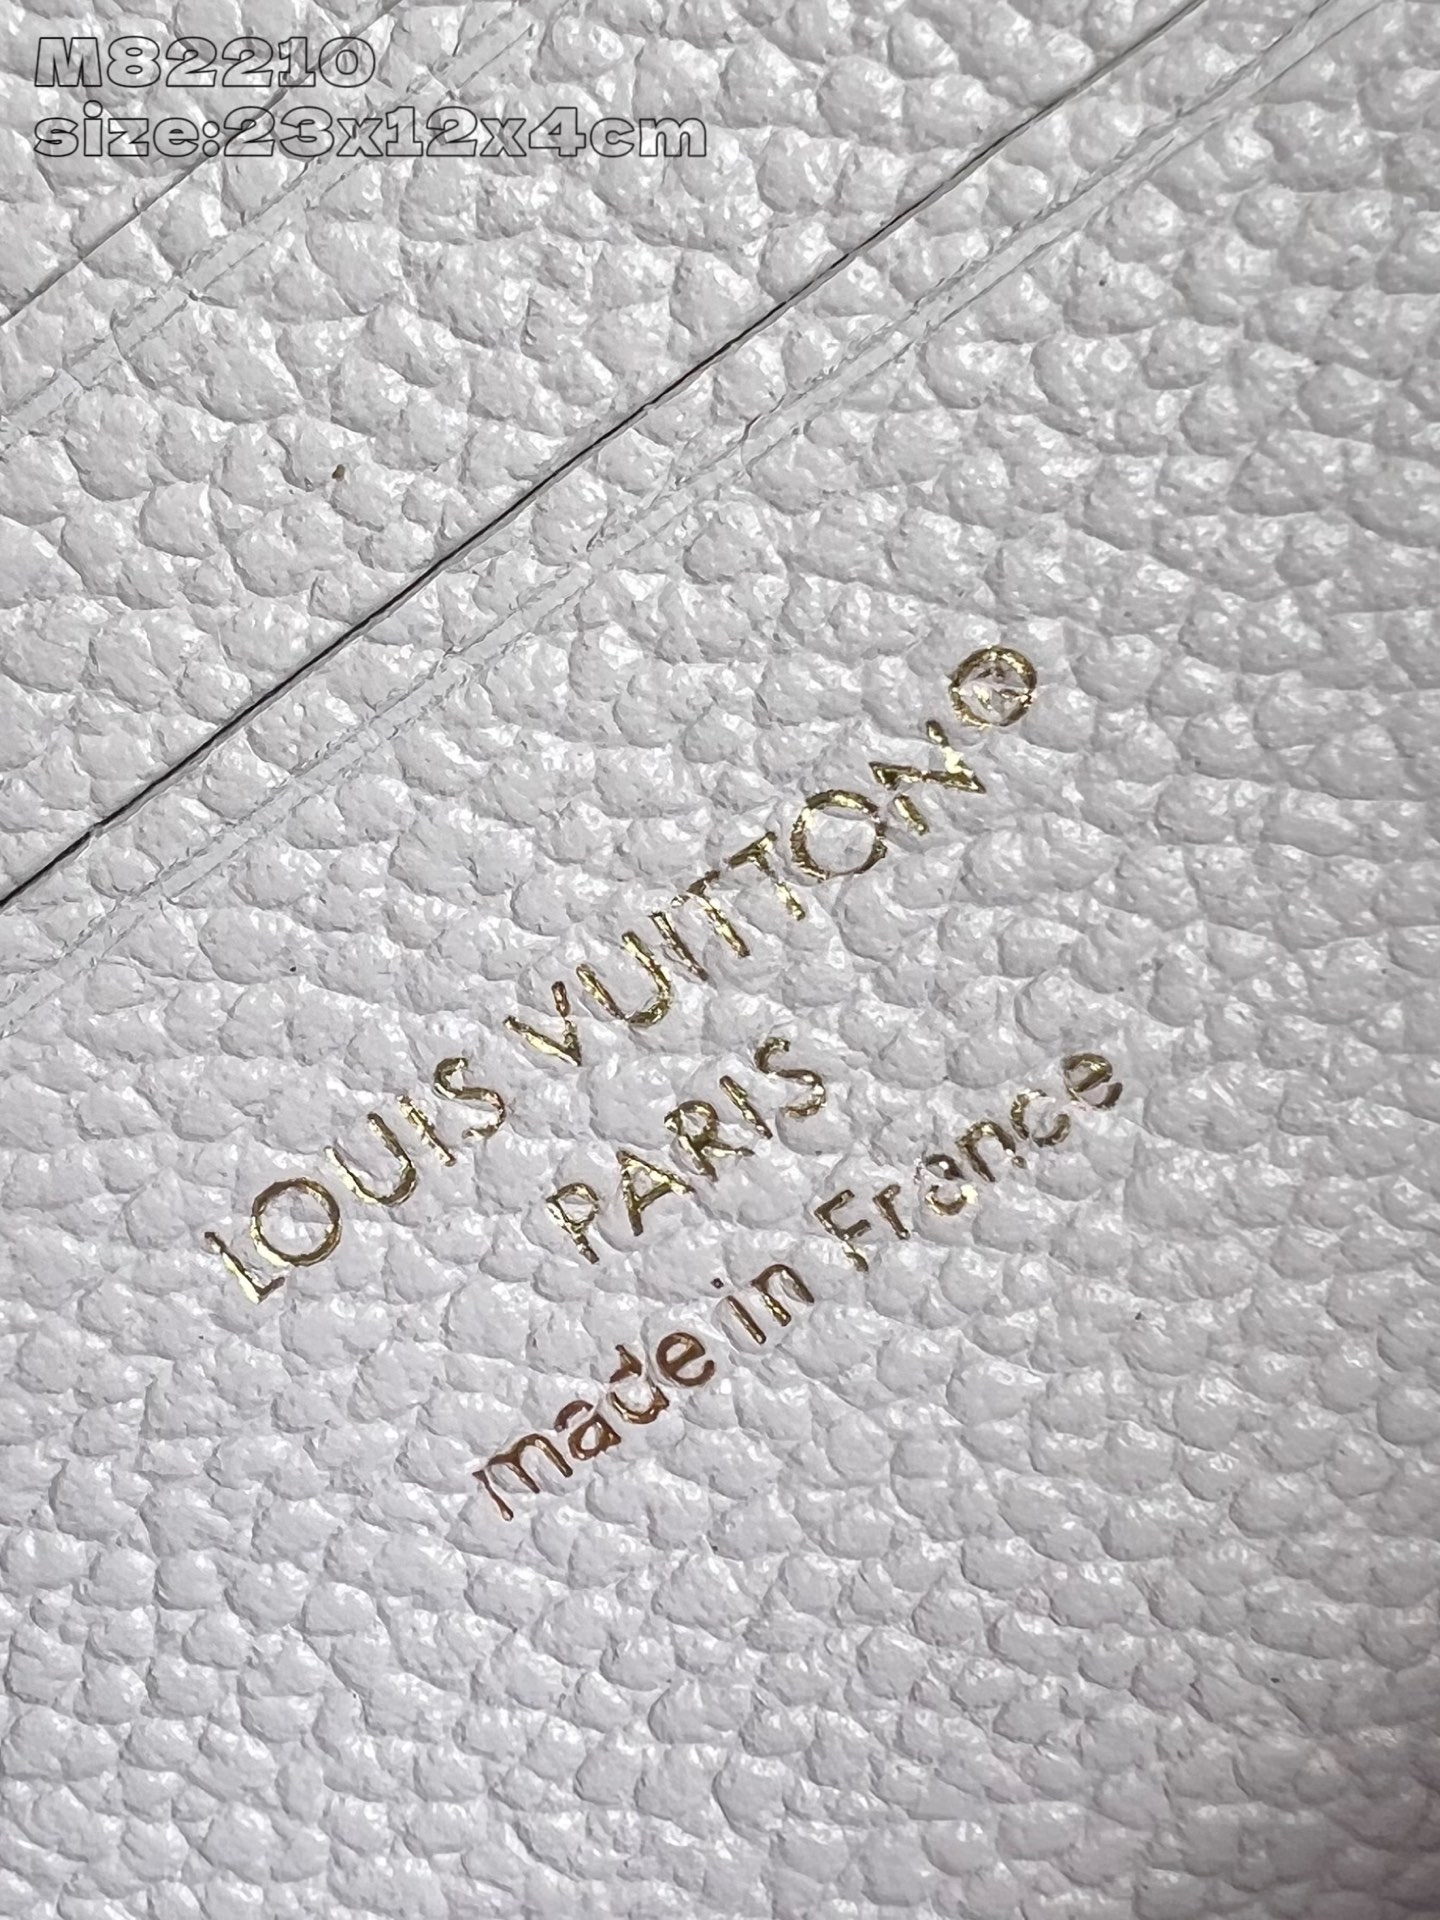 M82210
size:23x12x4cm
LOUIS VUITTON®
PARIS
made in France